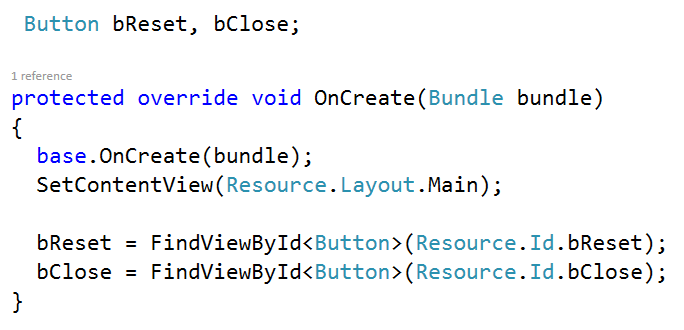 Button bReset, bClose;
1 reference
protected override void OnCreate(Bundle bundle)
{
base.OnCreate(bundle);
SetContentView(Resource.Layout.Main);
bReset = FindViewById<Button>(Resource.Id.bReset);
bClose = FindViewById<Button>(Resource.Id.bClose);
}